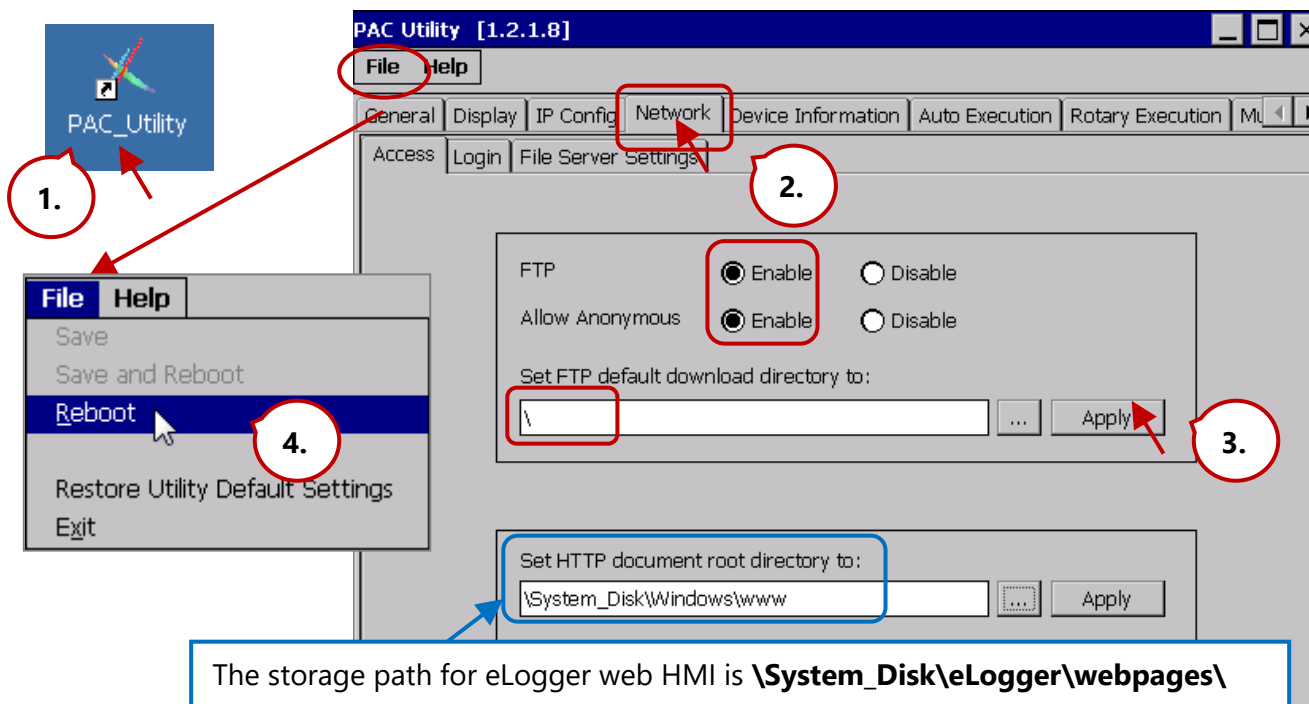 PAC_Utility
1.
PAC Utility [1.2.1.8]
File Help
General Display IP Config Network Device Information Auto Execution Rotary Execution
Access Login File Server Settings
2.
FTP Enable Disable
Allow Anonymous Enable Disable
Set FTP default download directory to:
\ ... Apply
3.
File Help
Save
Save and Reboot
Reboot
4.
Restore Utility Default Settings
Exit
Set HTTP document root directory to:
\System_Disk\Windows\www ... Apply
The storage path for eLogger web HMI is \System_Disk\eLogger\webpages\